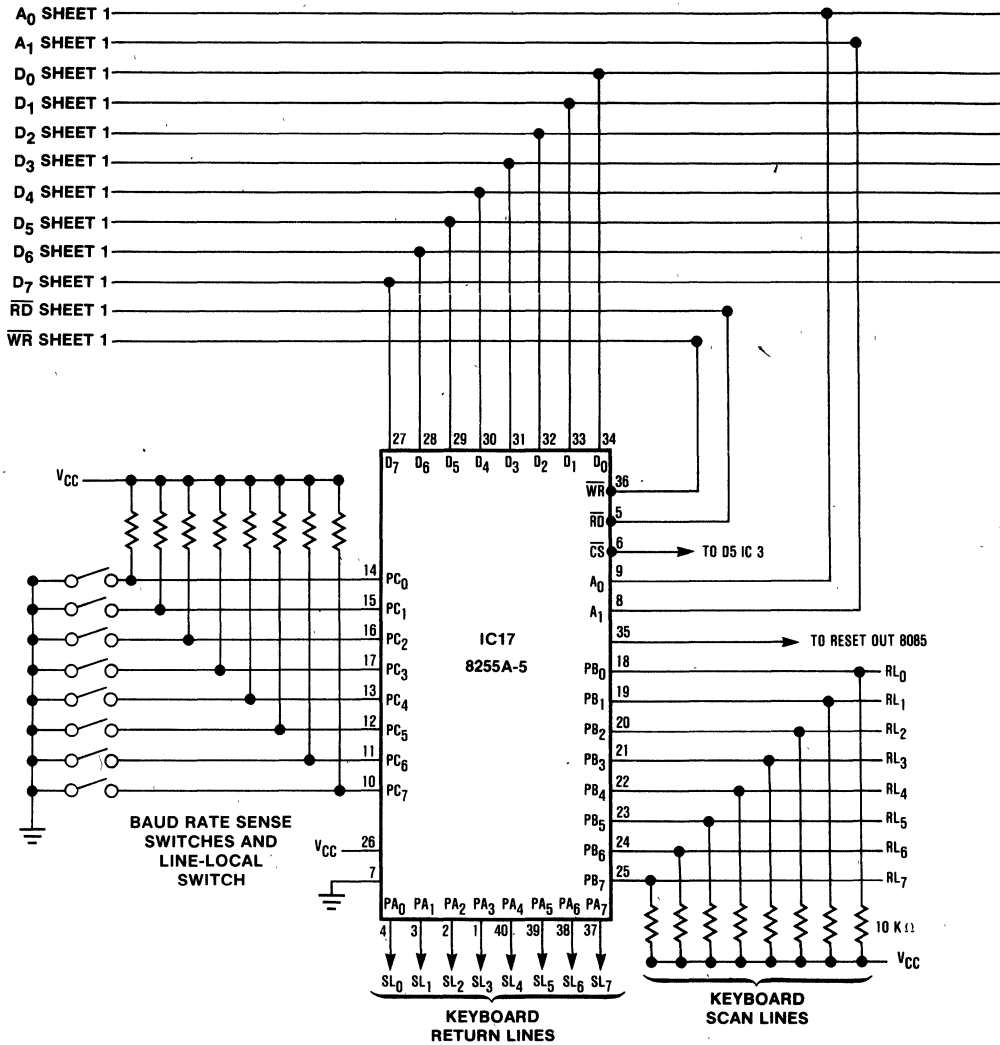 A0 SHEET 1
A1 SHEET 1
D0 SHEET 1
D1 SHEET 1
D2 SHEET 1
D3 SHEET 1
D4 SHEET 1
D5 SHEET 1
D6 SHEET 1
D7 SHEET 1
RD SHEET 1
WR SHEET 1
27 28 29 30 31 32 33 34
D7 D6 D5 D4 D3 D2 D1 D0
VCC
WR 36
RD 5
CS 6 TO D5 IC 3
A0 9
A1 8
35 TO RESET OUT 8085
14 PC0
15 PC1
16 PC2
17 PC3
13 PC4
12 PC5
11 PC6
10 PC7
IC17
8255A-5
PB0 18 RL0
PB1 19 RL1
PB2 20 RL2
PB3 21 RL3
PB4 22 RL4
PB5 23 RL5
PB6 24 RL6
PB7 25 RL7
BAUD RATE SENSE
SWITCHES AND
LINE-LOCAL
SWITCH
VCC 26
7
PA0 PA1 PA2 PA3 PA4 PA5 PA6 PA7
4 3 2 1 40 39 38 37
SL0 SL1 SL2 SL3 SL4 SL5 SL6 SL7
10 KΩ
VCC
KEYBOARD
RETURN LINES
KEYBOARD
SCAN LINES